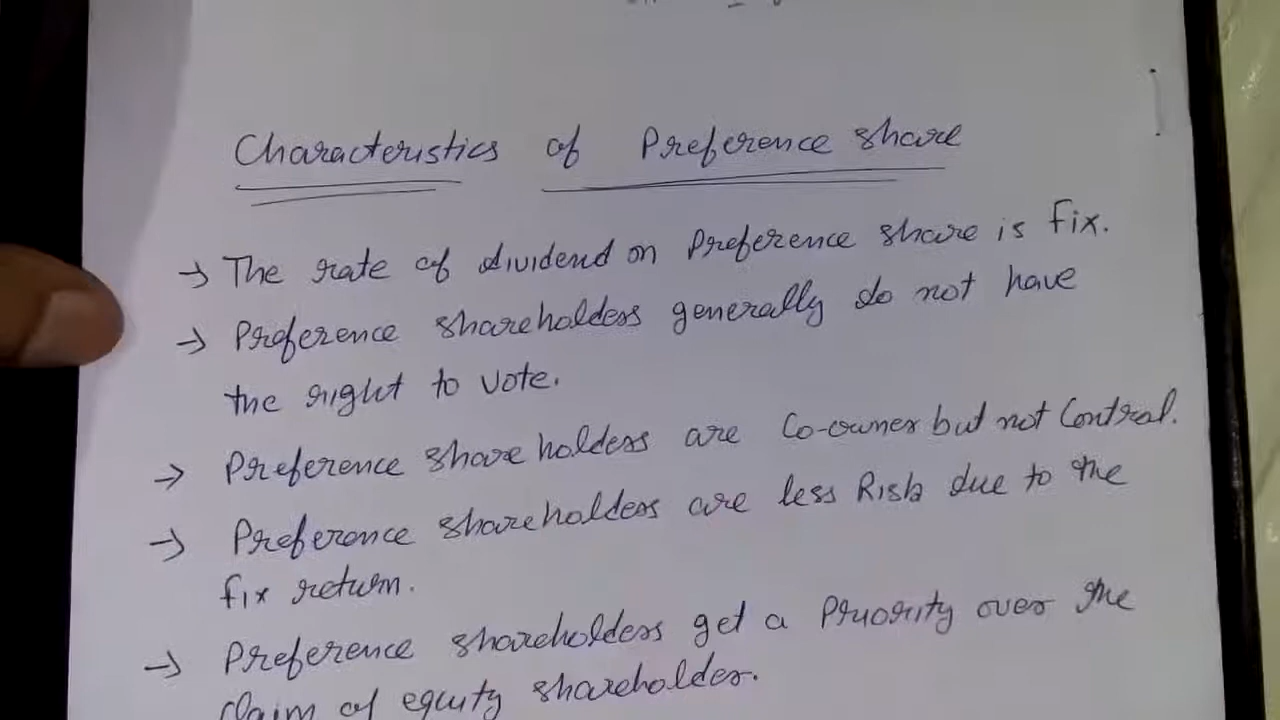 Characteristics of Preference share
→ The rate of dividend on Preference share is fix.
→ Preference shareholders generally do not have
the right to vote.
→ Preference share holders are Co-owner but not Control.
→ Preference shareholders are less Risk due to the
fix return.
→ Preference shareholders get a Priority over the
Claim of equity shareholder.